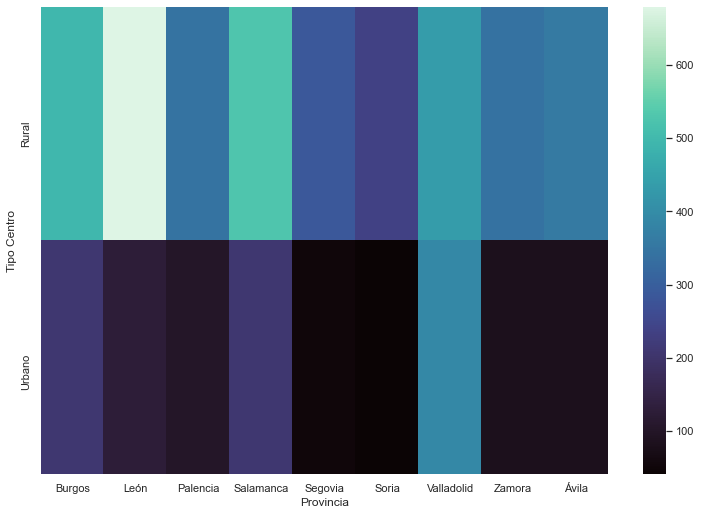 Tipo Centro
Rural
Urbano
Burgos León Palencia Salamanca Segovia Soria Valladolid Zamora Ávila
Provincia
600
500
400
300
200
100